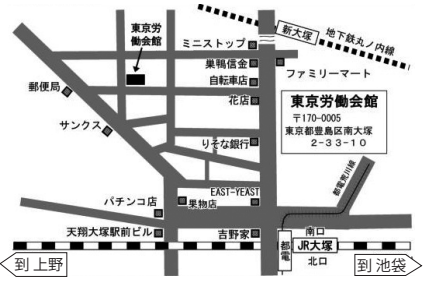 東京労
働会館
ミニストップ
新大塚
地下鉄丸ノ内線
巣鴨信金
ファミリーマート
自転車店
郵便局
花店
東京労働会館
〒170-0005
東京都豊島区南大塚
2-33-10
サンクス
りそな銀行
都電荒川線
EAST-YEAST
パチンコ店
果物店
天翔大塚駅前ビル
吉野家
都電
南口
JR大塚
北口
到上野
到池袋